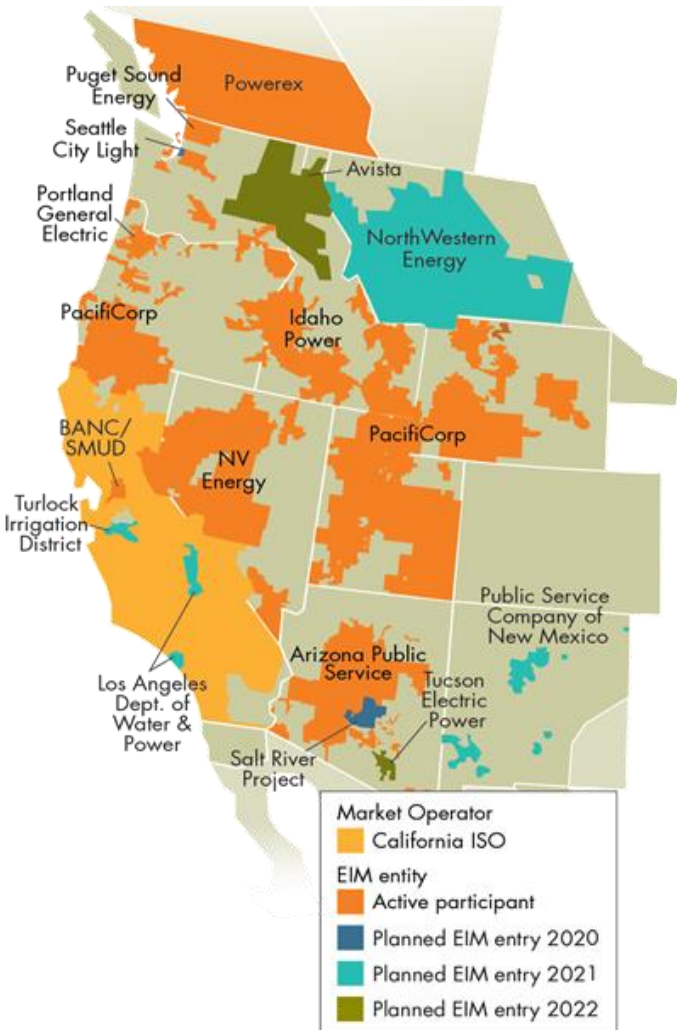 Puget Sound
Energy
Powerex
Seattle
City Light
Avista
Portland
General
Electric
NorthWestern
Energy
PacifiCorp
Idaho
Power
BANC/
SMUD
NV
Energy
PacifiCorp
Turlock
Irrigation
District
Public Service
Company of
New Mexico
Arizona Public
Service
Los Angeles
Dept. of
Water &
Power
Tucson
Electric
Power
Salt River
Project
Market Operator
California ISO
EIM entity
Active participant
Planned EIM entry 2020
Planned EIM entry 2021
Planned EIM entry 2022